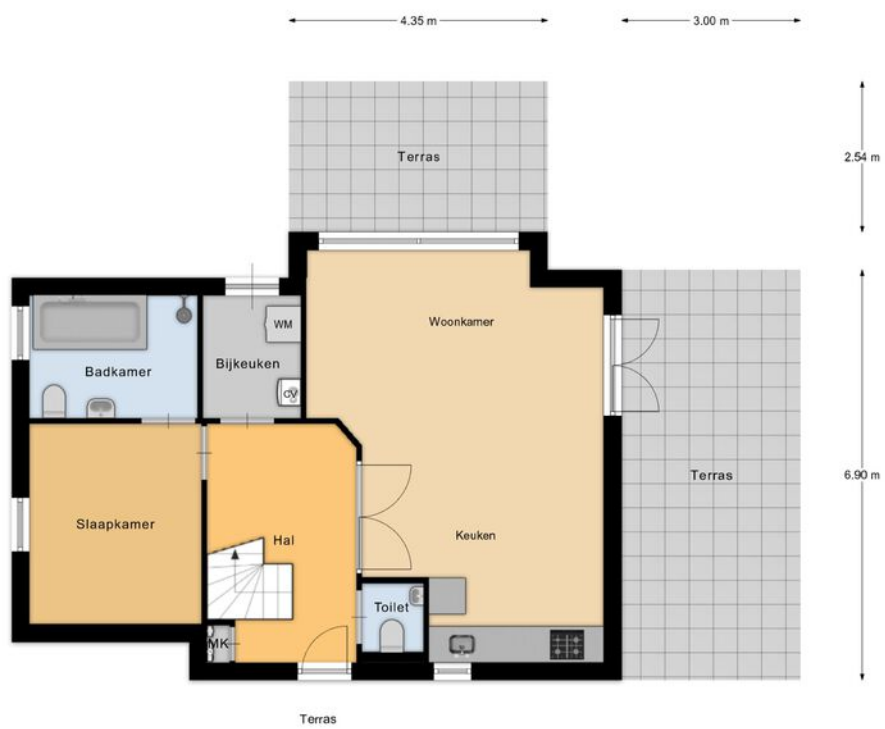 4.35 m
3.00 m
Terras
2.54 m
Woonkamer
WM
Bijkeuken
Badkamer
CV
Terras
6.90 m
Slaapkamer
Hal
Keuken
Toilet
MK
Terras